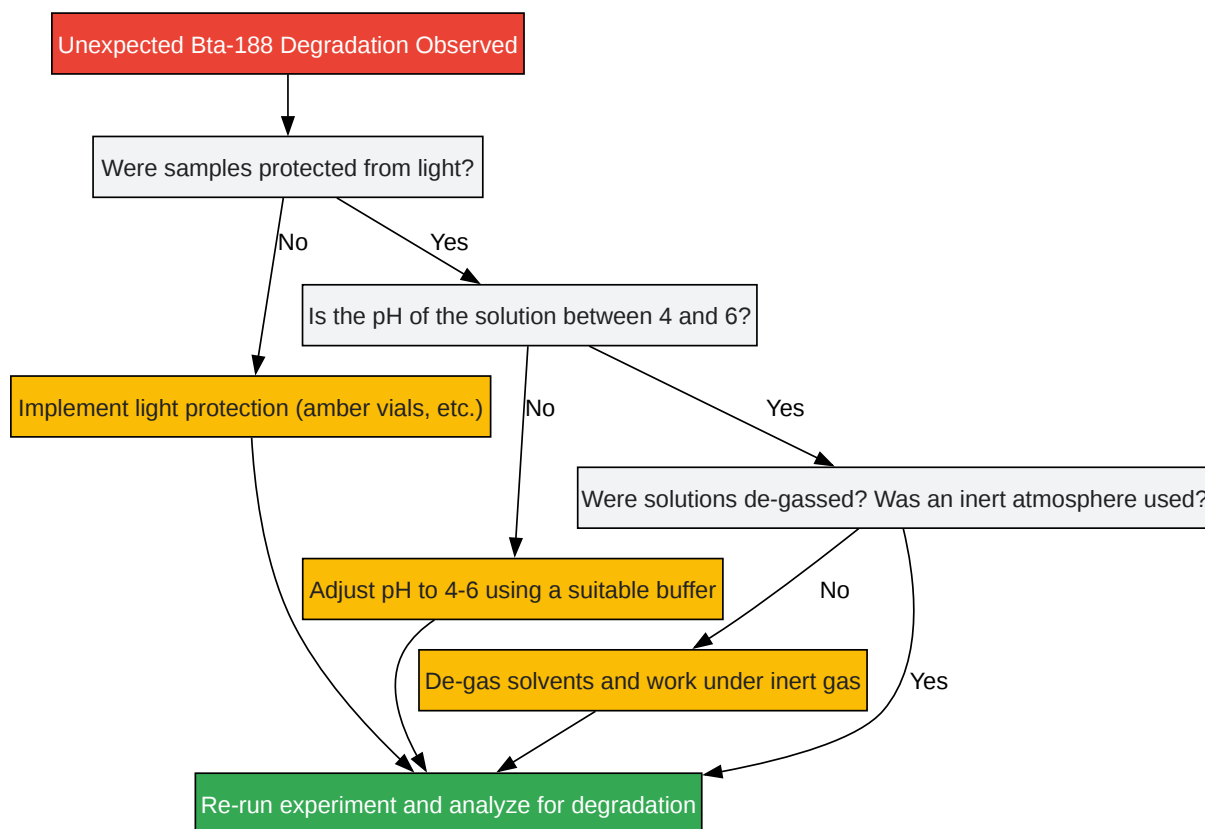 Unexpected Bta-188 Degradation Observed
Were samples protected from light?
No
Yes
Is the pH of the solution between 4 and 6?
Implement light protection (amber vials, etc.)
No
Yes
Were solutions de-gassed? Was an inert atmosphere used?
Adjust pH to 4-6 using a suitable buffer
No
De-gas solvents and work under inert gas
Yes
Re-run experiment and analyze for degradation